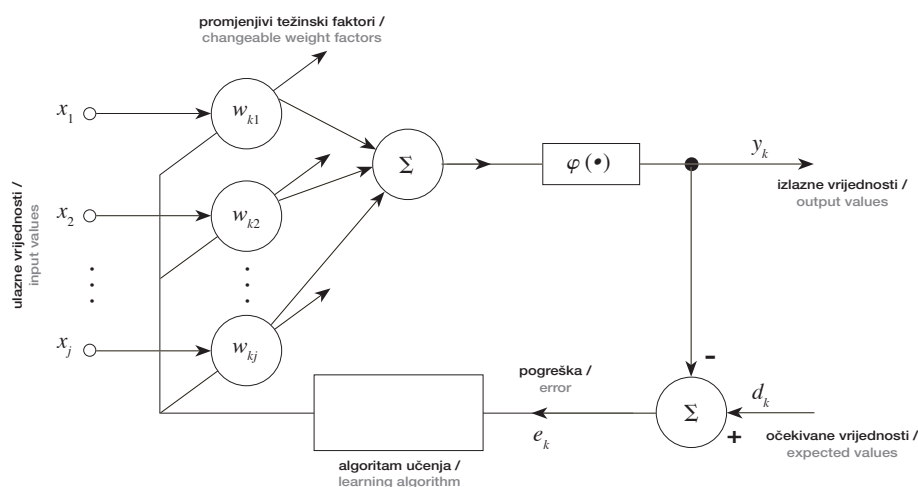 promjenjivi težinski faktori /
changeable weight factors
x1
wk1
Σ
φ (•)
yk
izlazne vrijednosti /
output values
ulazne vrijednosti /
input values
x2
wk2
xj
wkj
-
pogreška /
error
ek
Σ
dk
+
očekivane vrijednosti /
expected values
algoritam učenja /
learning algorithm